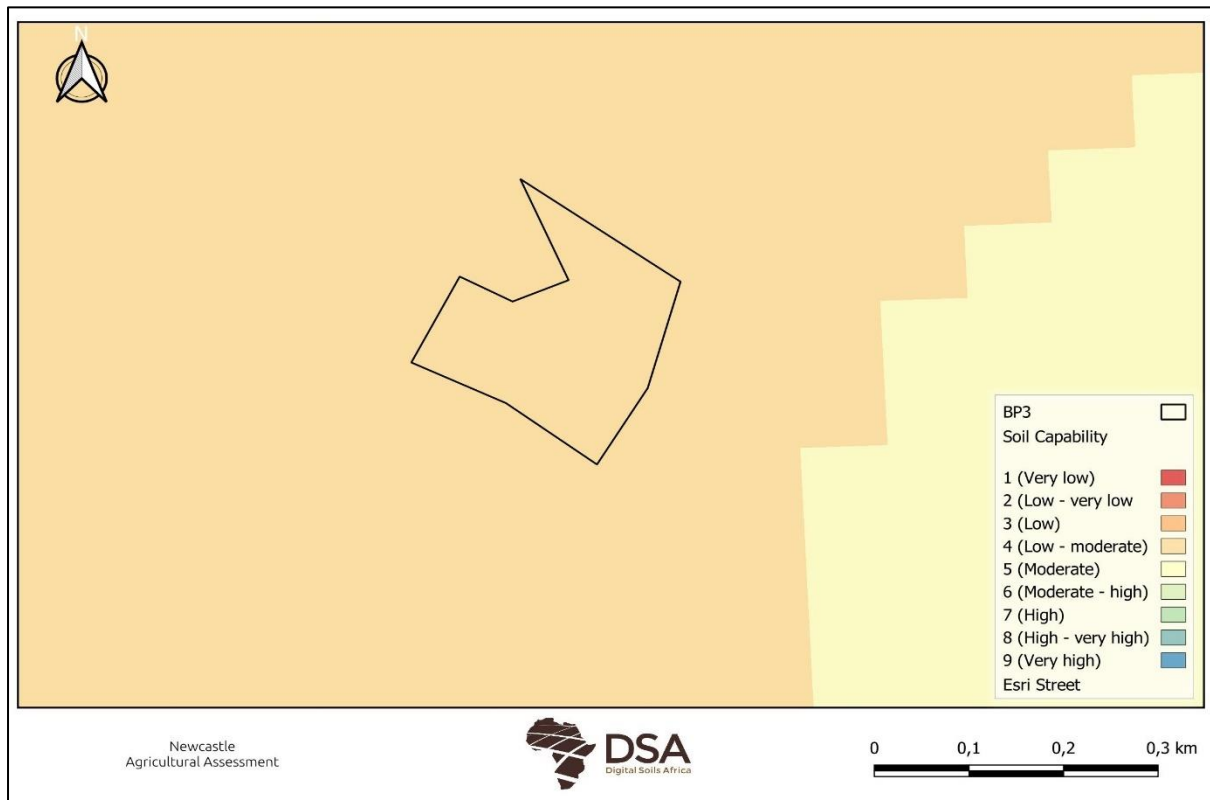 N
BP3
Soil Capability
1 (Very low)
2 (Low - very low
3 (Low)
4 (Low - moderate)
5 (Moderate)
6 (Moderate - high)
7 (High)
8 (High - very high)
9 (Very high)
Esri Street
Newcastle
Agricultural Assessment
DSA
Digital Soils Africa
0 0,1 0,2 0,3 km